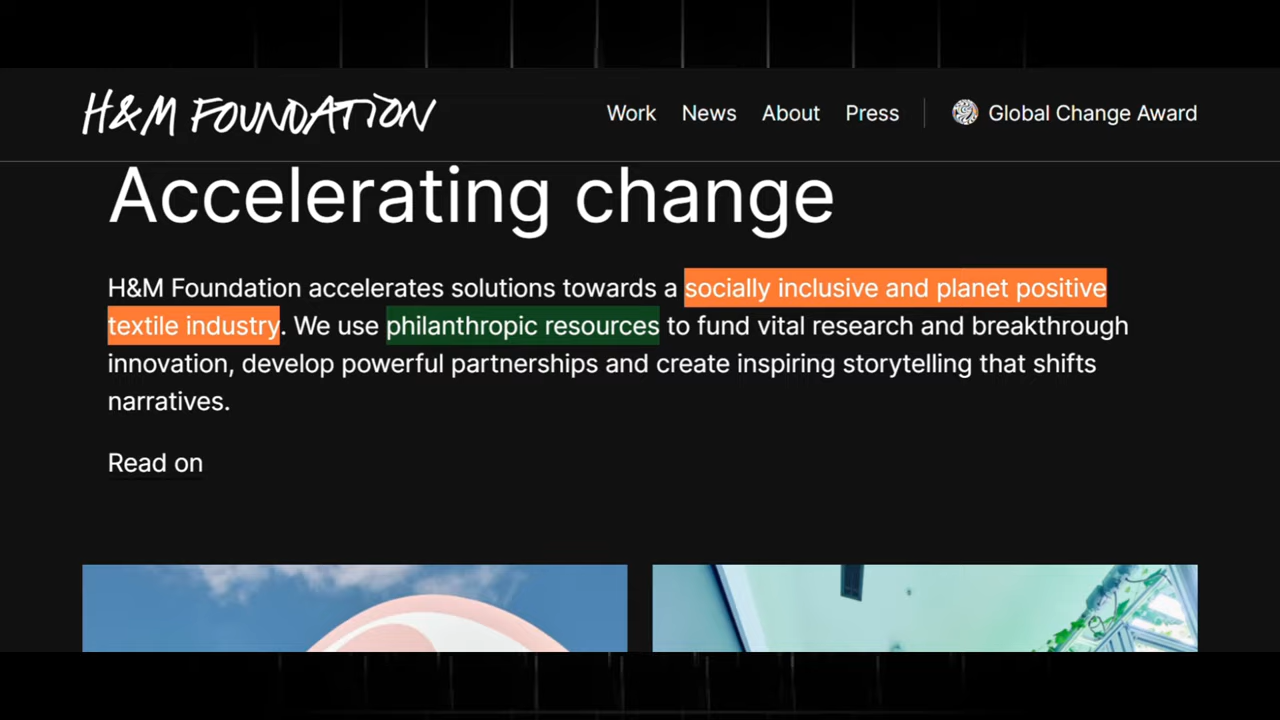 H&M FOUNDATION
Work News About Press Global Change Award
Accelerating change
H&M Foundation accelerates solutions towards a socially inclusive and planet positive
textile industry. We use philanthropic resources to fund vital research and breakthrough
innovation, develop powerful partnerships and create inspiring storytelling that shifts
narratives.
Read on